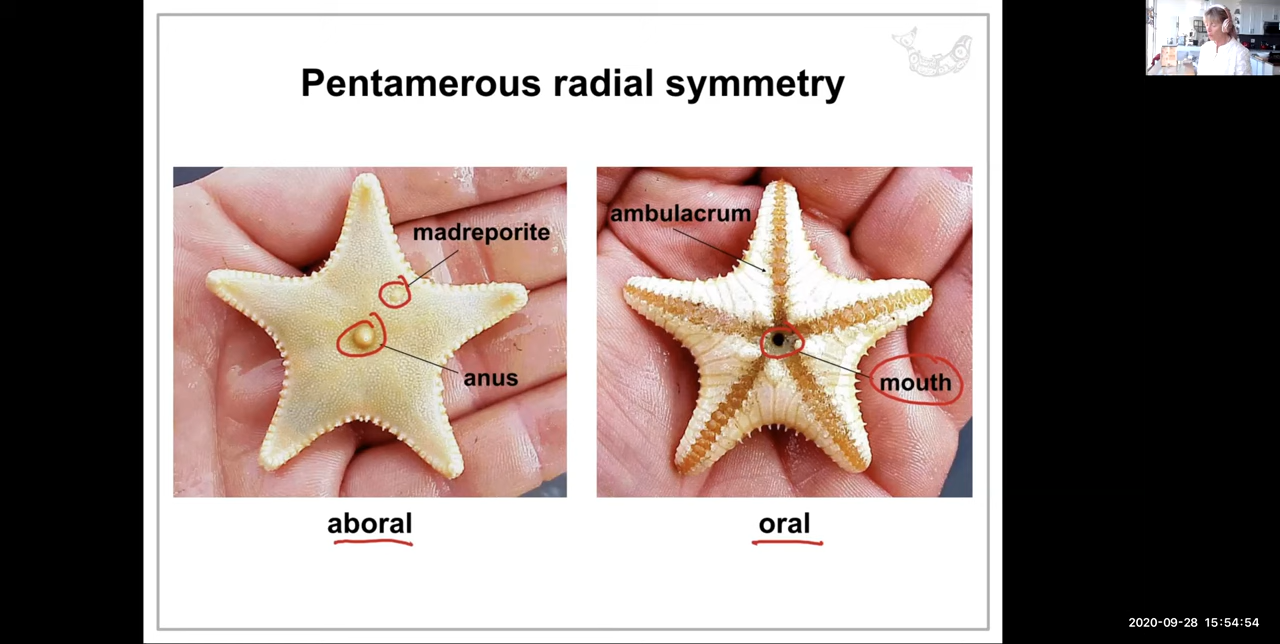 Pentamerous radial symmetry
madreporite
anus
ambulacrum
mouth
aboral
oral
2020-09-28 15:54:54